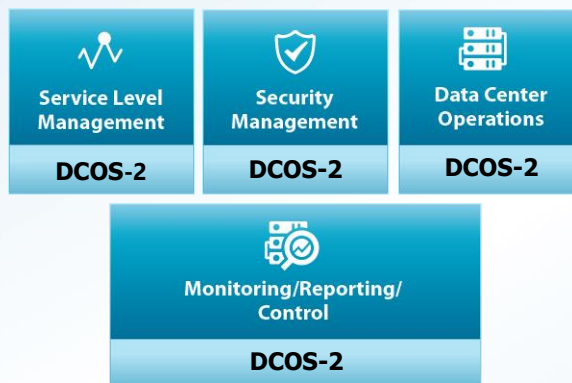 Service Level
Management
DCOS-2
Security
Management
DCOS-2
Data Center
Operations
DCOS-2
Monitoring/Reporting/
Control
DCOS-2